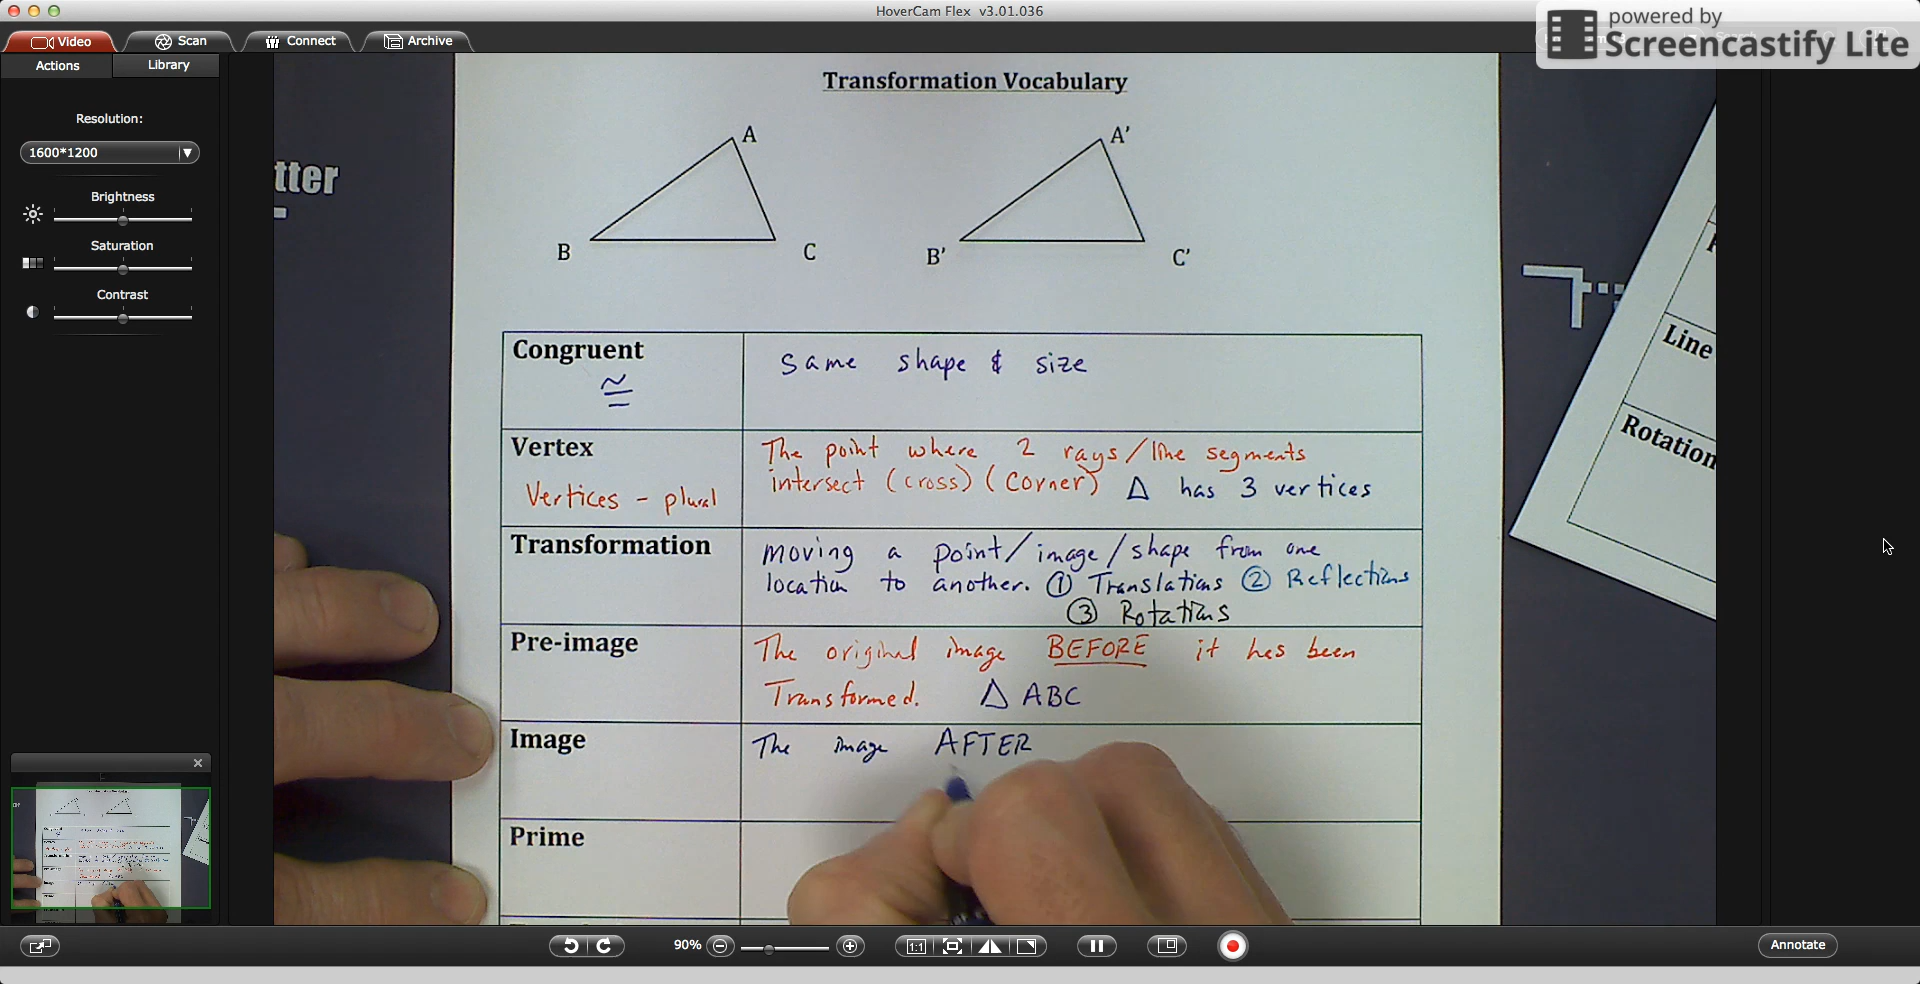 HoverCam Flex v3.01.036
powered by
Screencastify Lite
Video
Scan
Connect
Archive
Actions
Library
Resolution:
1600*1200
Brightness
Saturation
Contrast
tter
Transformation Vocabulary
A
B
C
A'
B'
C'
Congruent
≅
Same shape & size
Vertex
Vertices - plural
The point where 2 rays/line segments
intersect (cross) (corner) Δ has 3 vertices
Transformation
Moving a point/image/shape from one
location to another. ① Translations ② Reflections
③ Rotations
Pre-image
The original image BEFORE it has been
Transformed. Δ ABC
Image
The image AFTER
Prime
Line
Rotation
90%
1:1
Annotate